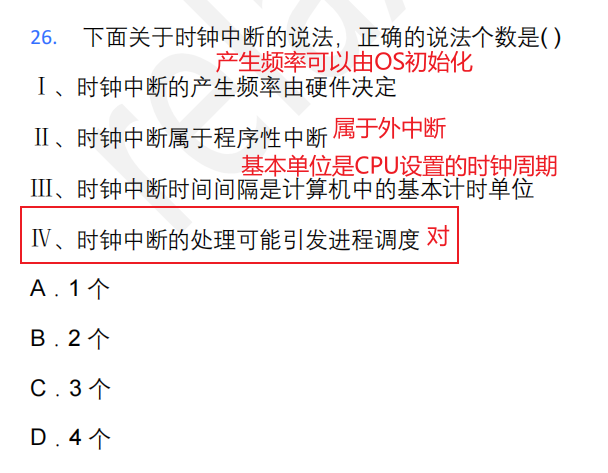 26. 下面关于时钟中断的说法，正确的说法个数是( )
产生频率可以由OS初始化
Ⅰ、时钟中断的产生频率由硬件决定
Ⅱ、时钟中断属于程序性中断 属于外中断
基本单位是CPU设置的时钟周期
Ⅲ、时钟中断时间间隔是计算机中的基本计时单位
Ⅳ、时钟中断的处理可能引发进程调度 对
A．1 个
B．2 个
C．3 个
D．4 个